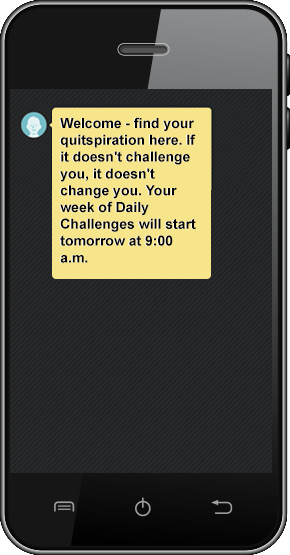 Welcome - find your
quitspiration here. If
it doesn't challenge
you, it doesn't
change you. Your
week of Daily
Challenges will start
tomorrow at 9:00
a.m.